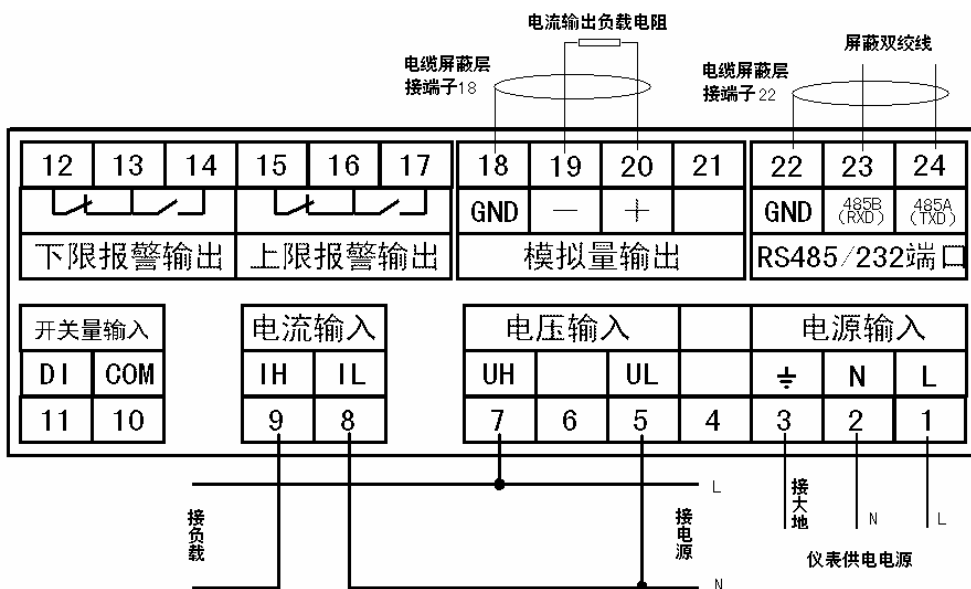 电流输出负载电阻
电缆屏蔽层
接端子18
电缆屏蔽层
接端子22
屏蔽双绞线
12 13 14 15 16 17 18 19 20 21 22 23 24
GND — + GND 485B (RXD) 485A (TXD)
下限报警输出 上限报警输出 模拟量输出 RS485/232端口
开关量输入 电流输入 电压输入 电源输入
DI COM IH IL UH UL N L
11 10 9 8 7 6 5 4 3 2 1
L
接负载
接电源
N
接大地
N
L
仪表供电电源